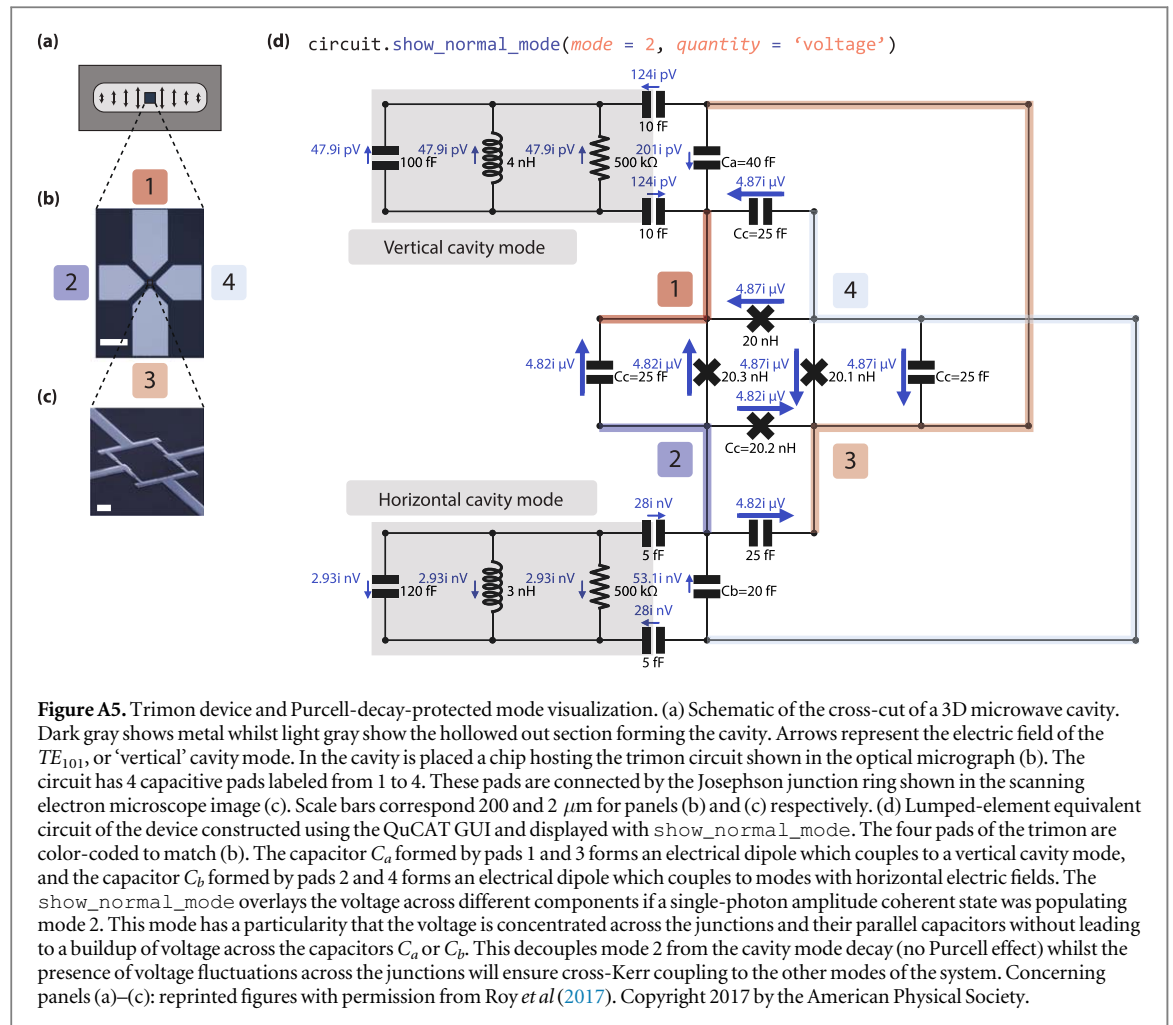 (a)
(d) circuit.show_normal_mode(mode = 2, quantity = ‘voltage’)
124i pV
10 fF
47.9i pV
100 fF
47.9i pV
4 nH
47.9i pV
500 kΩ
201i pV
Ca=40 fF
124i pV
10 fF
4.87i µV
Cc=25 fF
Vertical cavity mode
(b)
1
2
4
3
(c)
1
4.87i µV
4
20 nH
4.82i µV
Cc=25 fF
4.82i µV
20.3 nH
4.87i µV
20.1 nH
4.87i µV
Cc=25 fF
4.82i µV
Cc=20.2 nH
2
3
Horizontal cavity mode
28i nV
5 fF
4.82i µV
25 fF
2.93i nV
120 fF
2.93i nV
3 nH
2.93i nV
500 kΩ
53.1i nV
Cb=20 fF
28i nV
5 fF
Figure A5. Trimon device and Purcell-decay-protected mode visualization. (a) Schematic of the cross-cut of a 3D microwave cavity.
Dark gray shows metal whilst light gray show the hollowed out section forming the cavity. Arrows represent the electric field of the
TE101, or ‘vertical’ cavity mode. In the cavity is placed a chip hosting the trimon circuit shown in the optical micrograph (b). The
circuit has 4 capacitive pads labeled from 1 to 4. These pads are connected by the Josephson junction ring shown in the scanning
electron microscope image (c). Scale bars correspond 200 and 2 μm for panels (b) and (c) respectively. (d) Lumped-element equivalent
circuit of the device constructed using the QuCAT GUI and displayed with show_normal_mode. The four pads of the trimon are
color-coded to match (b). The capacitor Ca formed by pads 1 and 3 forms an electrical dipole which couples to a vertical cavity mode,
and the capacitor Cb formed by pads 2 and 4 forms an electrical dipole which couples to modes with horizontal electric fields. The
show_normal_mode overlays the voltage across different components if a single-photon amplitude coherent state was populating
mode 2. This mode has a particularity that the voltage is concentrated across the junctions and their parallel capacitors without leading
to a buildup of voltage across the capacitors Ca or Cb. This decouples mode 2 from the cavity mode decay (no Purcell effect) whilst the
presence of voltage fluctuations across the junctions will ensure cross-Kerr coupling to the other modes of the system. Concerning
panels (a)–(c): reprinted figures with permission from Roy et al (2017). Copyright 2017 by the American Physical Society.